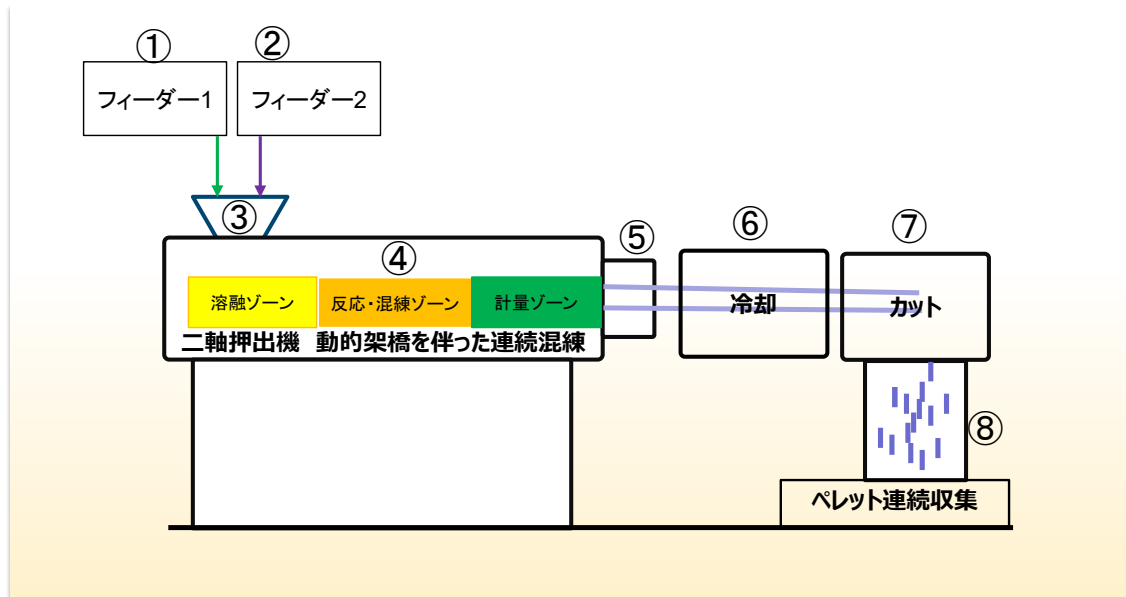 ① ②
フィーダー1 フィーダー2
③
④
⑤
⑥
⑦
溶融ゾーン 反応・混練ゾーン 計量ゾーン
二軸押出機 動的架橋を伴った連続混練
冷却
カット
⑧
ペレット連続収集